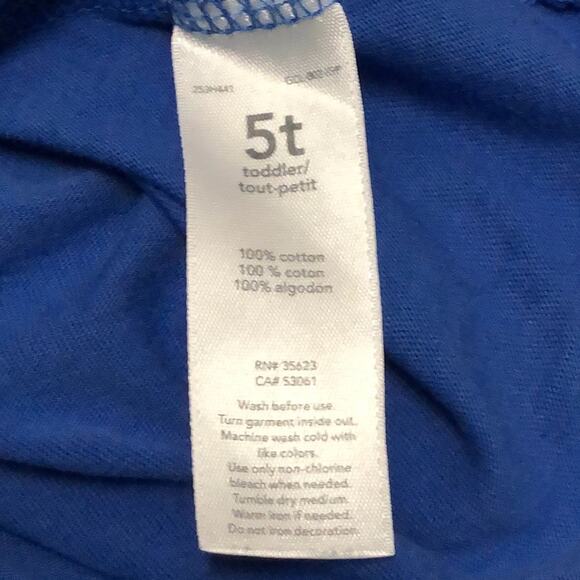 253H441
5t
toddler/
tout-petit
100% cotton
100 % coton
100% algodon
RN# 35623
CA# 53061
Wash before use.
Turn garment inside out.
Machine wash cold with
like colors.
Use only non-chlorine
bleach when needed.
Tumble dry medium.
Warm iron if needed.
Do not iron decoration.